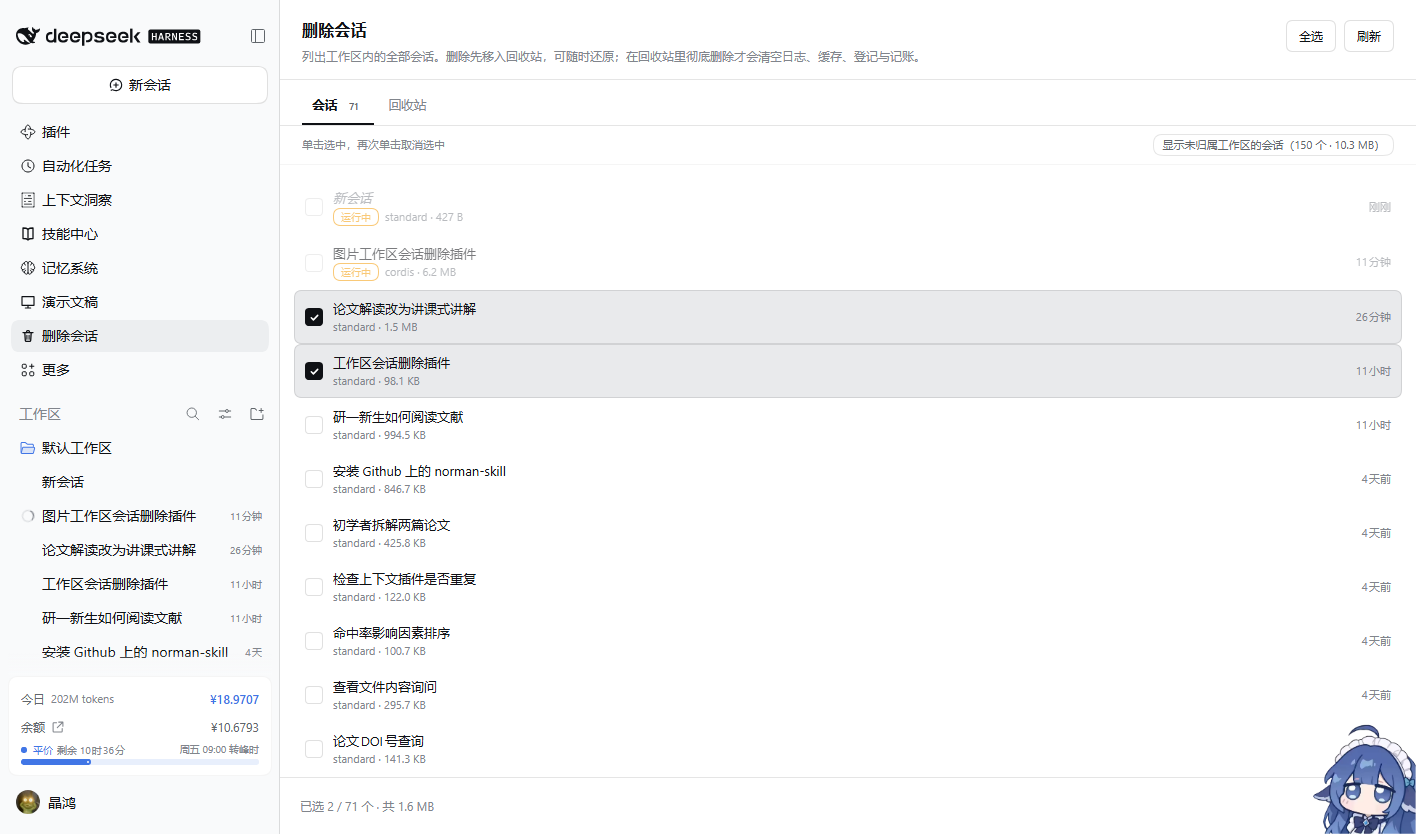 deepseek HARNESS
新会话
插件
自动化任务
上下文洞察
技能中心
记忆系统
演示文稿
删除会话
更多
工作区
默认工作区
新会话
图片工作区会话删除插件 11分钟
论文解读改为讲课式讲解 26分钟
工作区会话删除插件 11小时
研一新生如何阅读文献 11小时
安装 Github 上的 norman-skill 4天
今日 202M tokens ¥18.9707
余额 ¥10.6793
平价 剩余 10时36分 周五 09:00 转峰时
晶鸿
删除会话
列出工作区内的全部会话。删除先移入回收站，可随时还原；在回收站里彻底删除才会清空日志、缓存、登记与记账。
全选 刷新
会话 71 回收站
单击选中，再次单击取消选中
显示未归属工作区的会话（150 个 · 10.3 MB）
新会话
运行中 standard · 427 B
刚刚
图片工作区会话删除插件
运行中 cordis · 6.2 MB
11分钟
论文解读改为讲课式讲解
standard · 1.5 MB
26分钟
工作区会话删除插件
standard · 98.1 KB
11小时
研一新生如何阅读文献
standard · 994.5 KB
11小时
安装 Github 上的 norman-skill
standard · 846.7 KB
4天前
初学者拆解两篇论文
standard · 425.8 KB
4天前
检查上下文插件是否重复
standard · 122.0 KB
4天前
命中率影响因素排序
standard · 100.7 KB
4天前
查看文件内容询问
standard · 295.7 KB
4天前
论文DOI号查询
standard · 141.3 KB
已选 2 / 71 个 · 共 1.6 MB